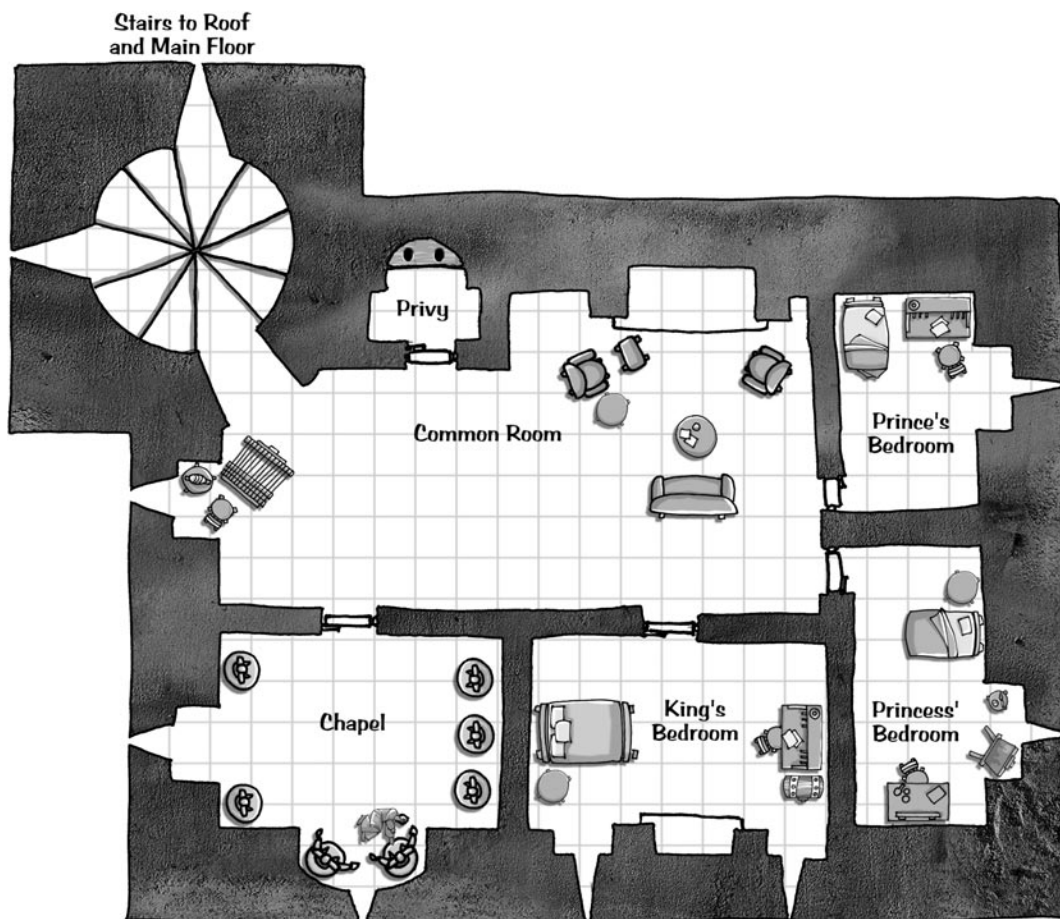 Stairs to Roof
and Main Floor
Privy
Common Room
Prince's
Bedroom
Chapel
King's
Bedroom
Princess'
Bedroom